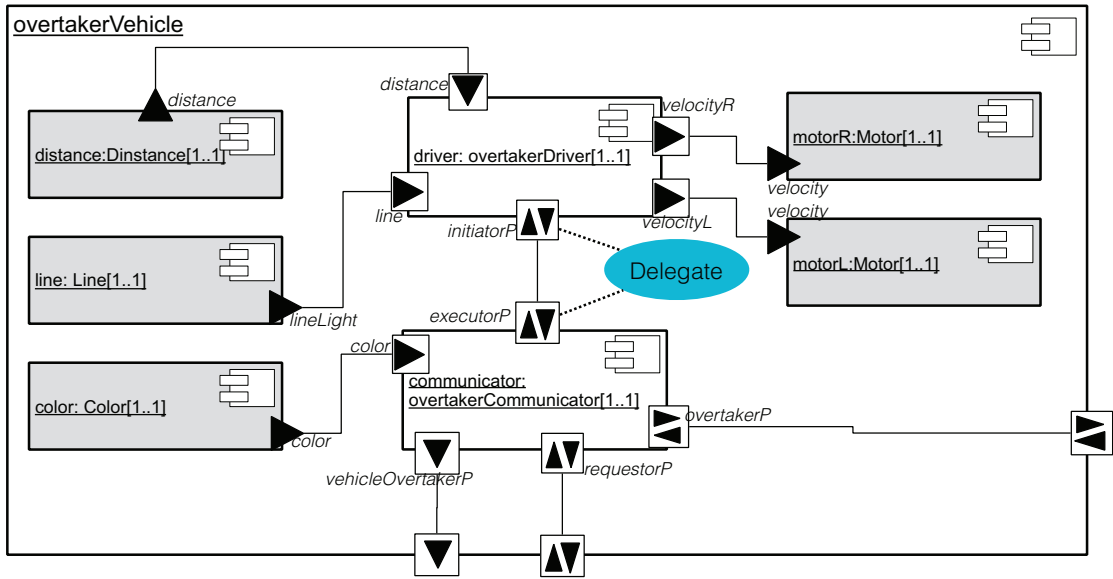 overtakerVehicle
distance
distance
velocityR
distance:Dinstance[1..1]
driver: overtakerDriver[1..1]
motorR:Motor[1..1]
velocity
line
initiatorP
velocityL
velocity
line: Line[1..1]
Delegate
motorL:Motor[1..1]
lineLight
executorP
color
color: Color[1..1]
communicator:
overtakerCommunicator[1..1]
overtakerP
color
vehicleOvertakerP
requestorP